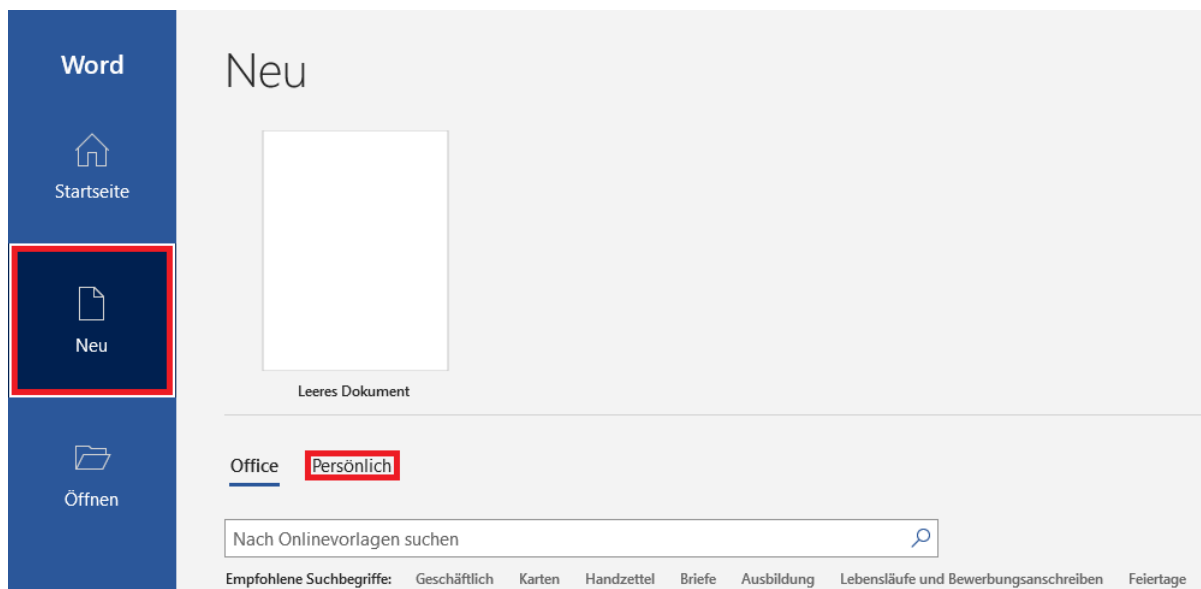 Word
Neu
Startseite
Neu
Leeres Dokument
Office Persönlich
Öffnen
Nach Onlinevorlagen suchen
Empfohlene Suchbegriffe: Geschäftlich Karten Handzettel Briefe Ausbildung Lebensläufe und Bewerbungsanschreiben Feiertage